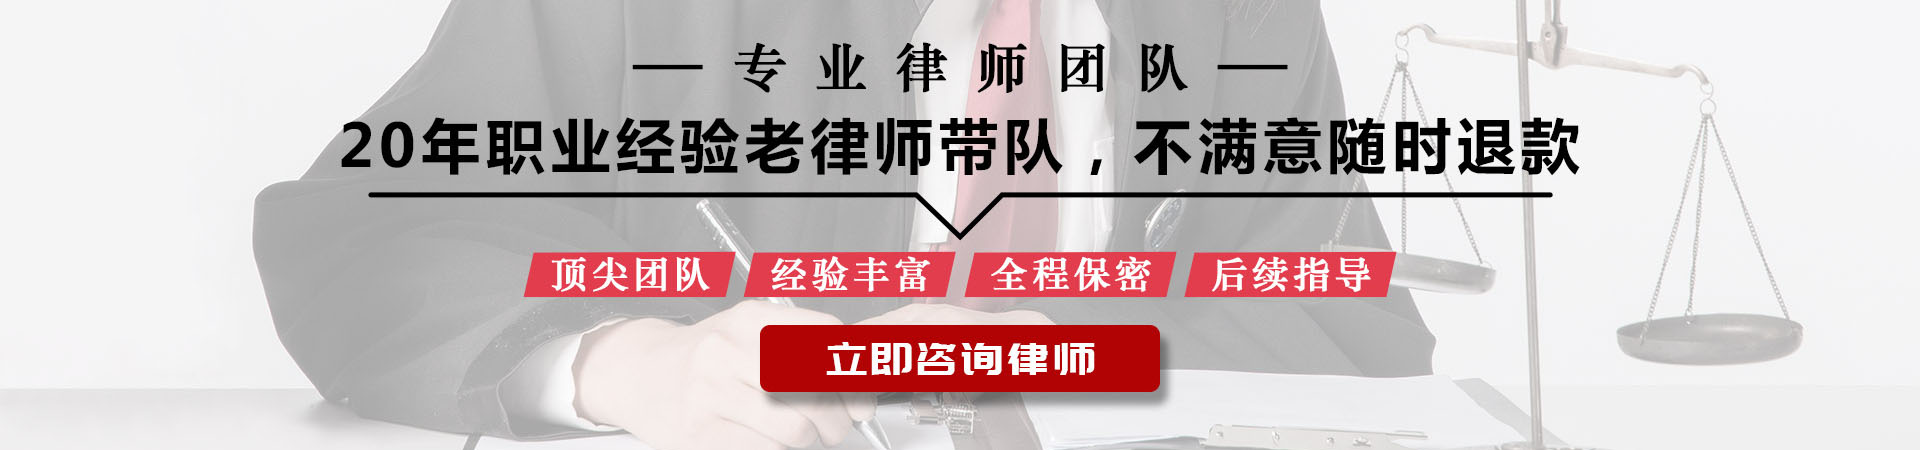 专业律师团队
20年职业经验老律师带队，不满意随时退款
顶尖团队 经验丰富 全程保密 后续指导
立即咨询律师